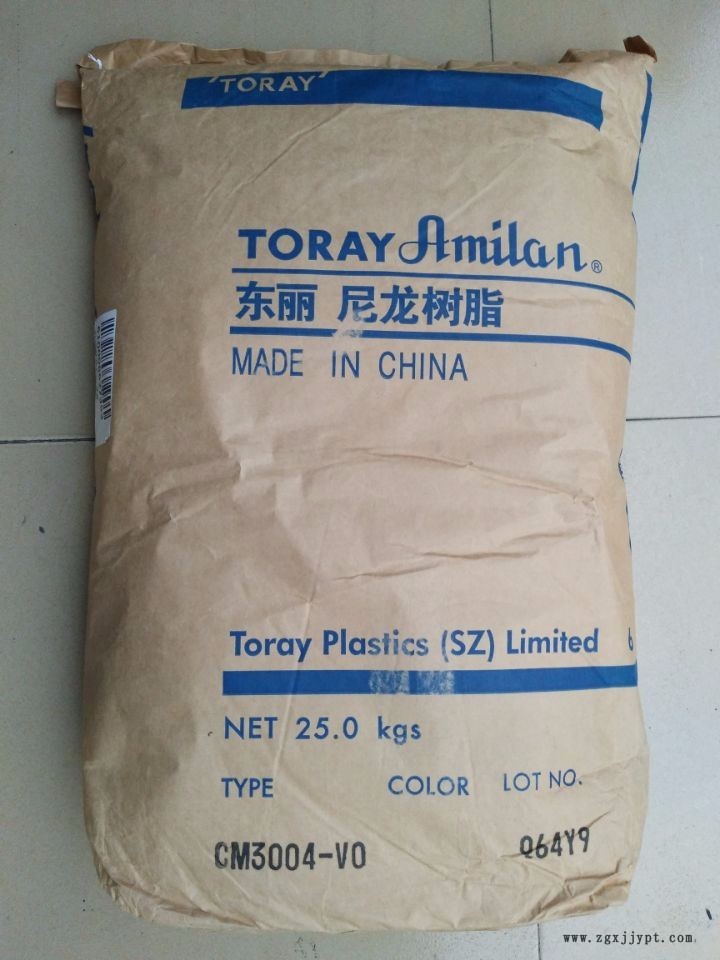 'TORAY'
TORAY Amilan®
东丽 尼龙树脂
MADE IN CHINA
Toray Plastics (SZ) Limited 6
NET 25.0 kgs
TYPE COLOR LOT NO.
CM3004-V0 Q64Y9
www.zgxjjypt.com